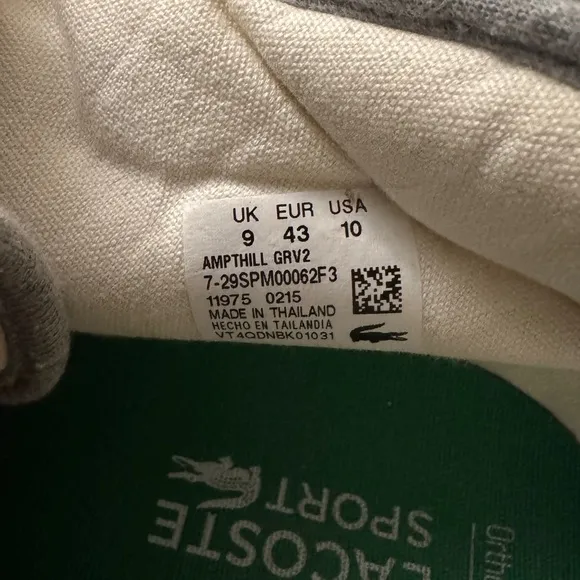 UK EUR USA
9 43 10
AMPTHILL GRV2
7-29SPM00062F3
11975 0215
MADE IN THAILAND
HECHO EN TAILANDIA
VT4QDNBK01031
LACOSTE
SPORT
Orth